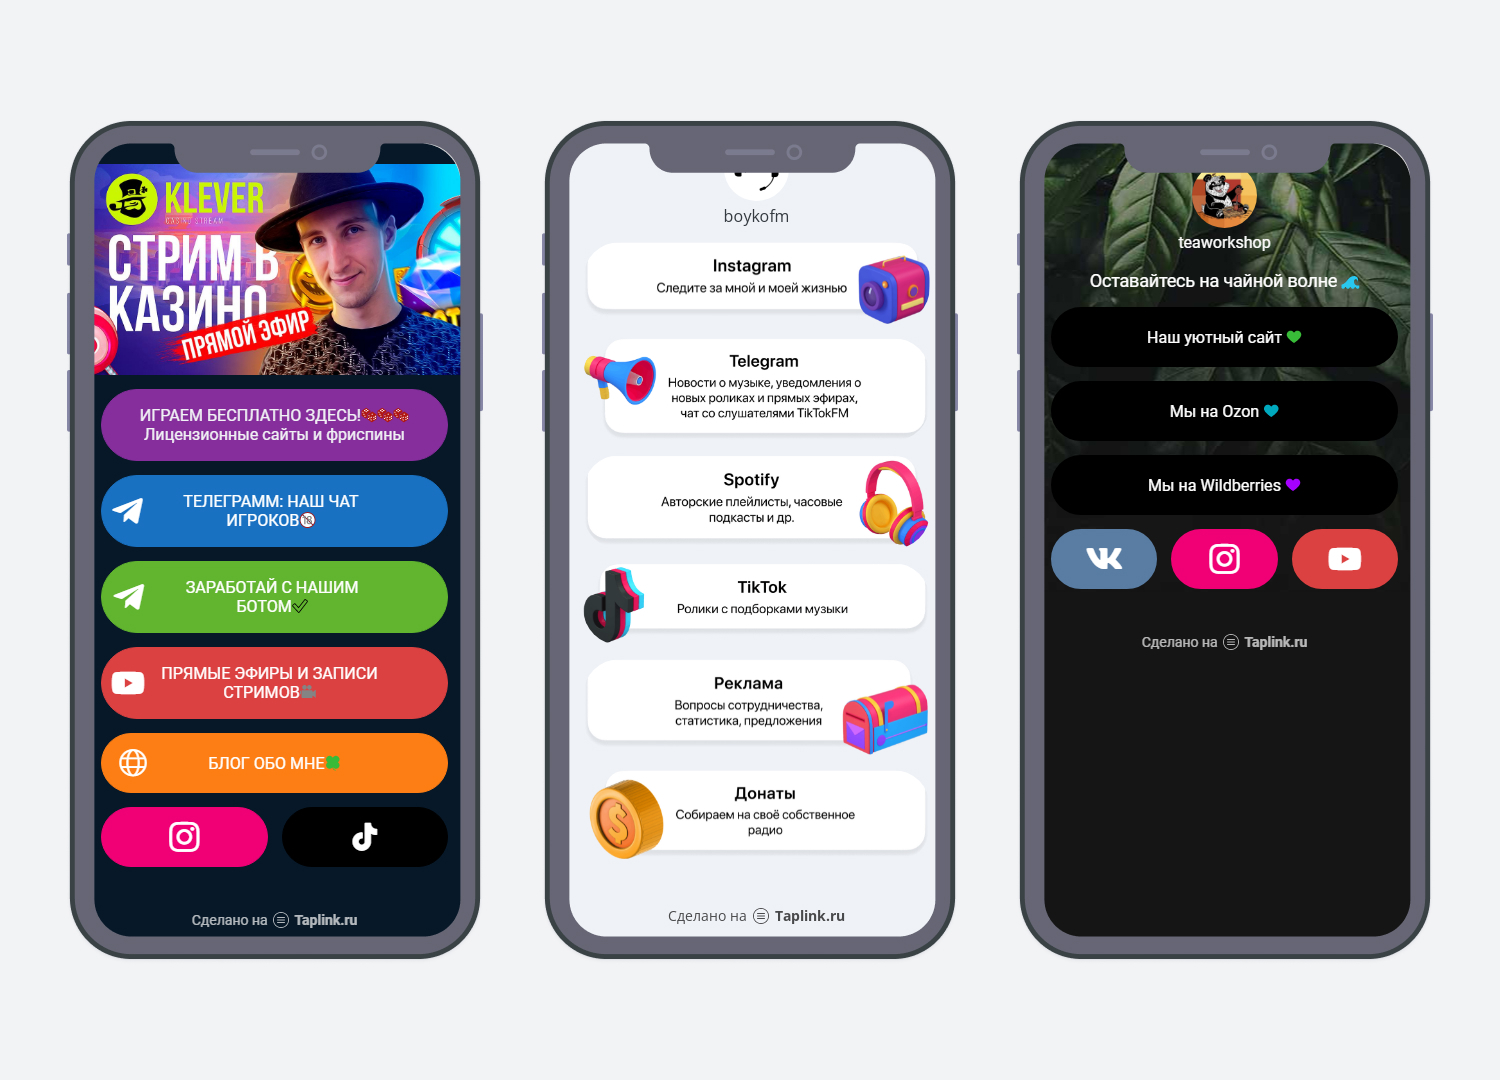 KLEVER
CASINO STREAM
СТРИМ В
КАЗИНО
ПРЯМОЙ ЭФИР
ИГРАЕМ БЕСПЛАТНО ЗДЕСЬ!
Лицензионные сайты и фриспины
ТЕЛЕГРАММ: НАШ ЧАТ
ИГРОКОВ🔞
ЗАРАБОТАЙ С НАШИМ
БОТОМ
ПРЯМЫЕ ЭФИРЫ И ЗАПИСИ
СТРИМОВ🎥
БЛОГ ОБО МНЕ🍀
Сделано на Taplink.ru
boykofm
Instagram
Следите за мной и моей жизнью
Telegram
Новости о музыке, уведомления о
новых роликах и прямых эфирах,
чат со слушателями TikTokFM
Spotify
Авторские плейлисты, часовые
подкасты и др.
TikTok
Ролики с подборками музыки
Реклама
Вопросы сотрудничества,
статистика, предложения
Донаты
Собираем на своё собственное
радио
Сделано на Taplink.ru
teaworkshop
Оставайтесь на чайной волне 🌊
Наш уютный сайт 💚
Мы на Ozon 💙
Мы на Wildberries 💜
Сделано на Taplink.ru